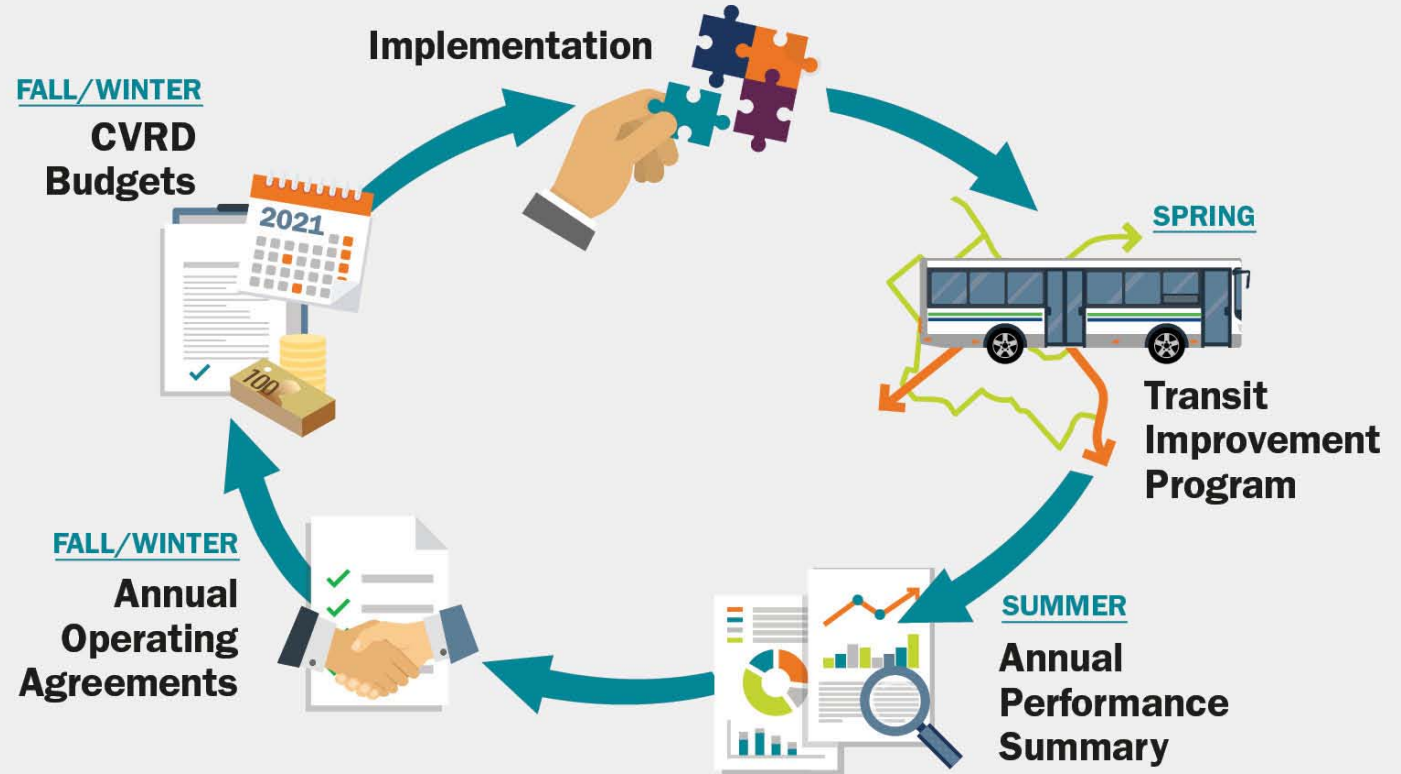 Implementation
FALL/WINTER
CVRD
Budgets
2021
100
SPRING
Transit
Improvement
Program
SUMMER
Annual
Performance
Summary
FALL/WINTER
Annual
Operating
Agreements